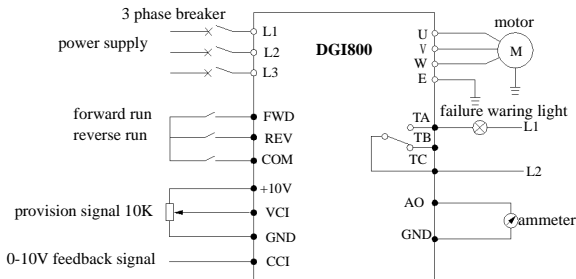 3 phase breaker
power supply
L1
L2
L3
DGI800
U
V
W
E
motor
M
forward run
reverse run
FWD
REV
COM
TA
TB
TC
failure waring light
L1
L2
provision signal 10K
+10V
VCI
GND
AO
GND
ammeter
0-10V feedback signal
CCI